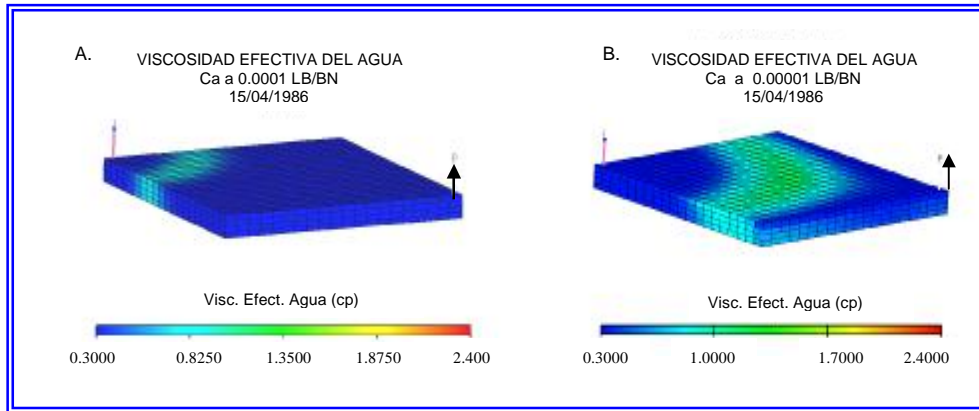 A.
VISCOSIDAD EFECTIVA DEL AGUA
Ca a 0.0001 LB/BN
15/04/1986
Visc. Efect. Agua (cp)
0.3000 0.8250 1.3500 1.8750 2.400
B.
VISCOSIDAD EFECTIVA DEL AGUA
Ca a 0.00001 LB/BN
15/04/1986
Visc. Efect. Agua (cp)
0.3000 1.0000 1.7000 2.4000